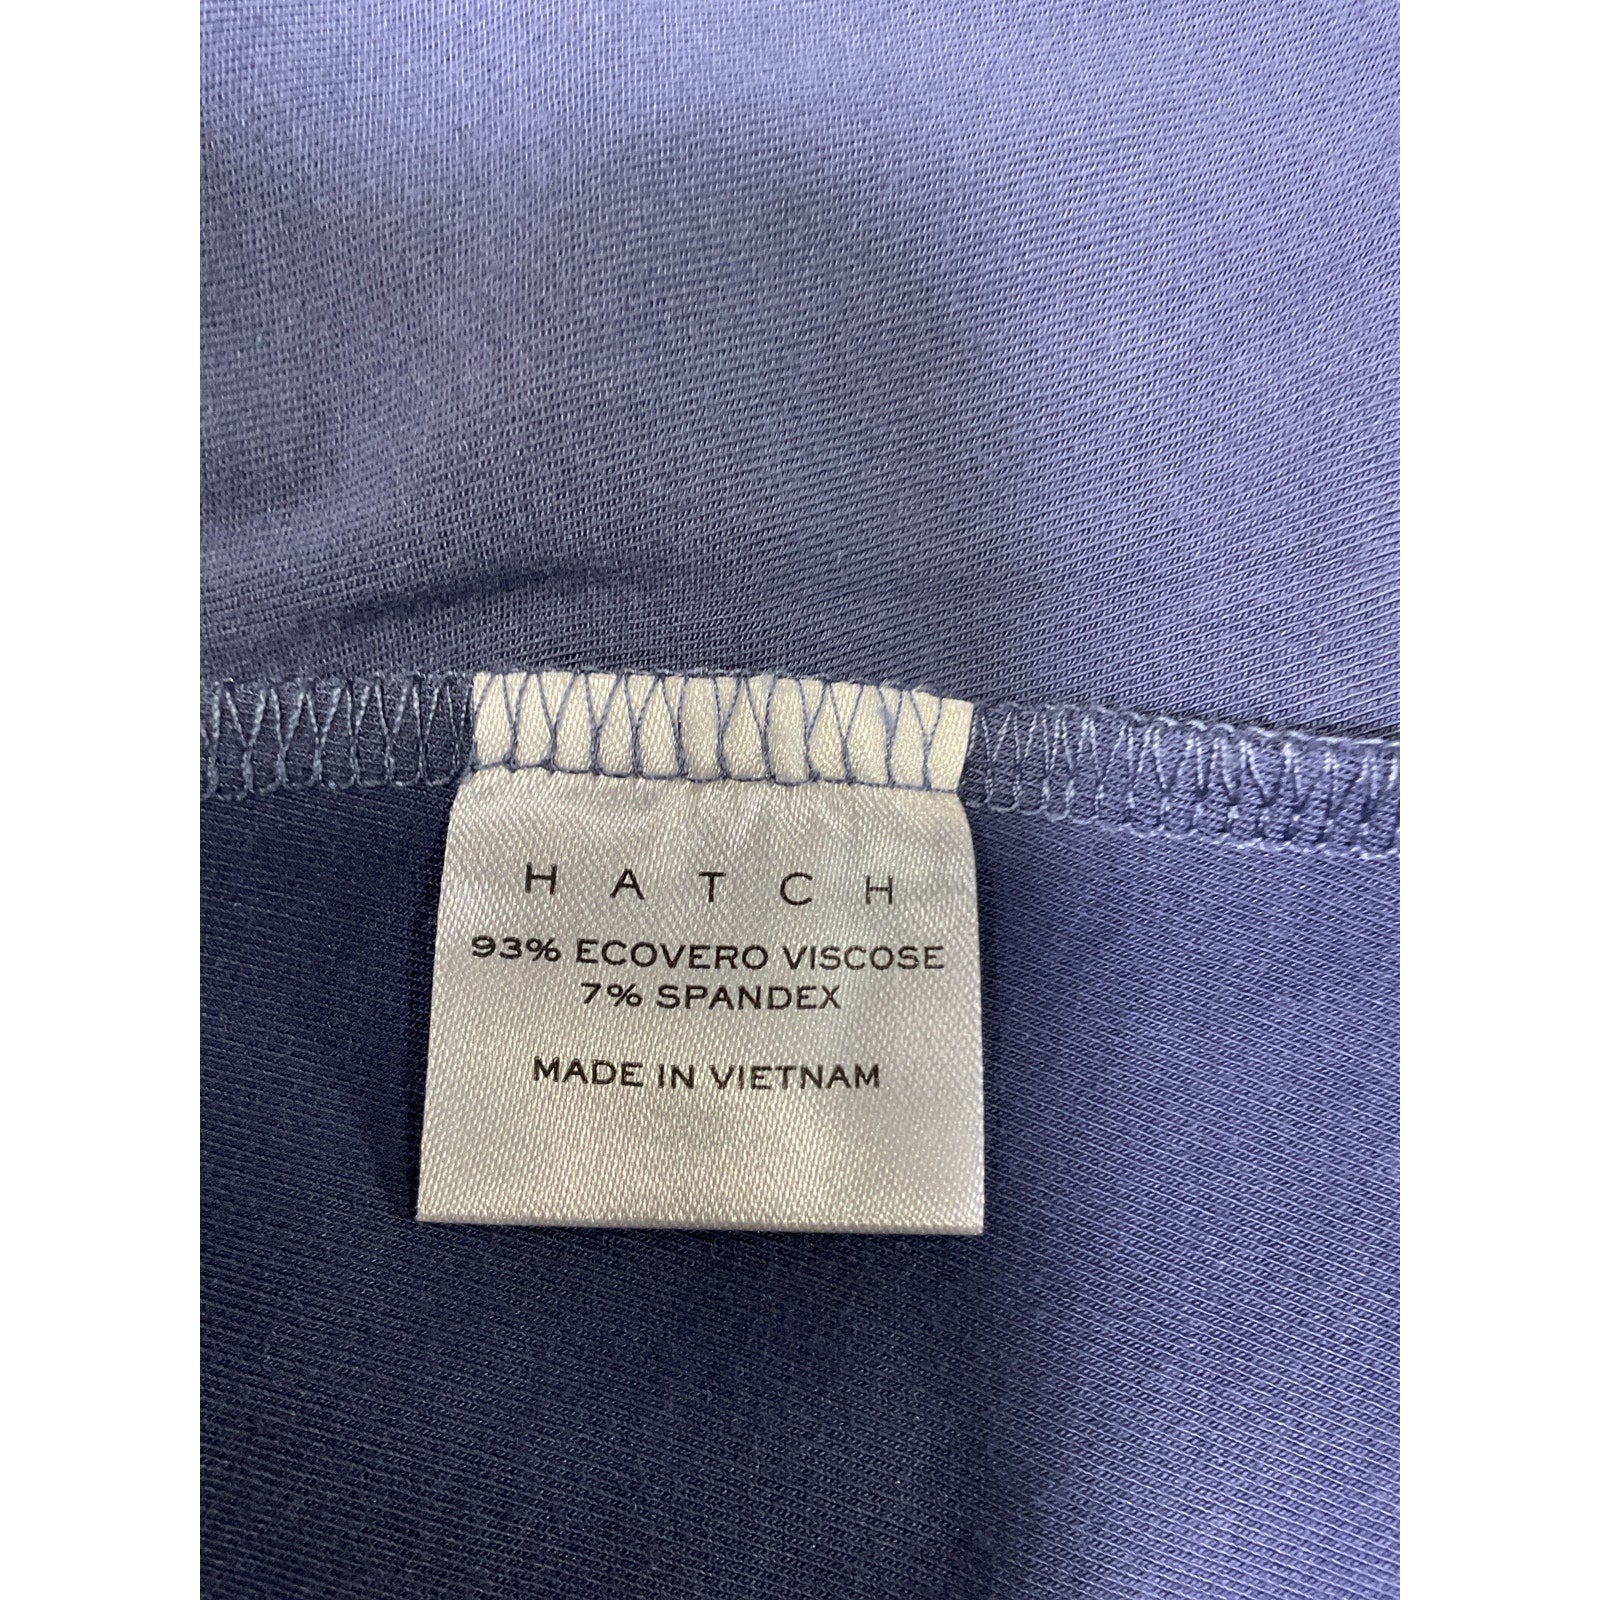 HATCH
93% ECOVERO VISCOSE
7% SPANDEX
MADE IN VIETNAM